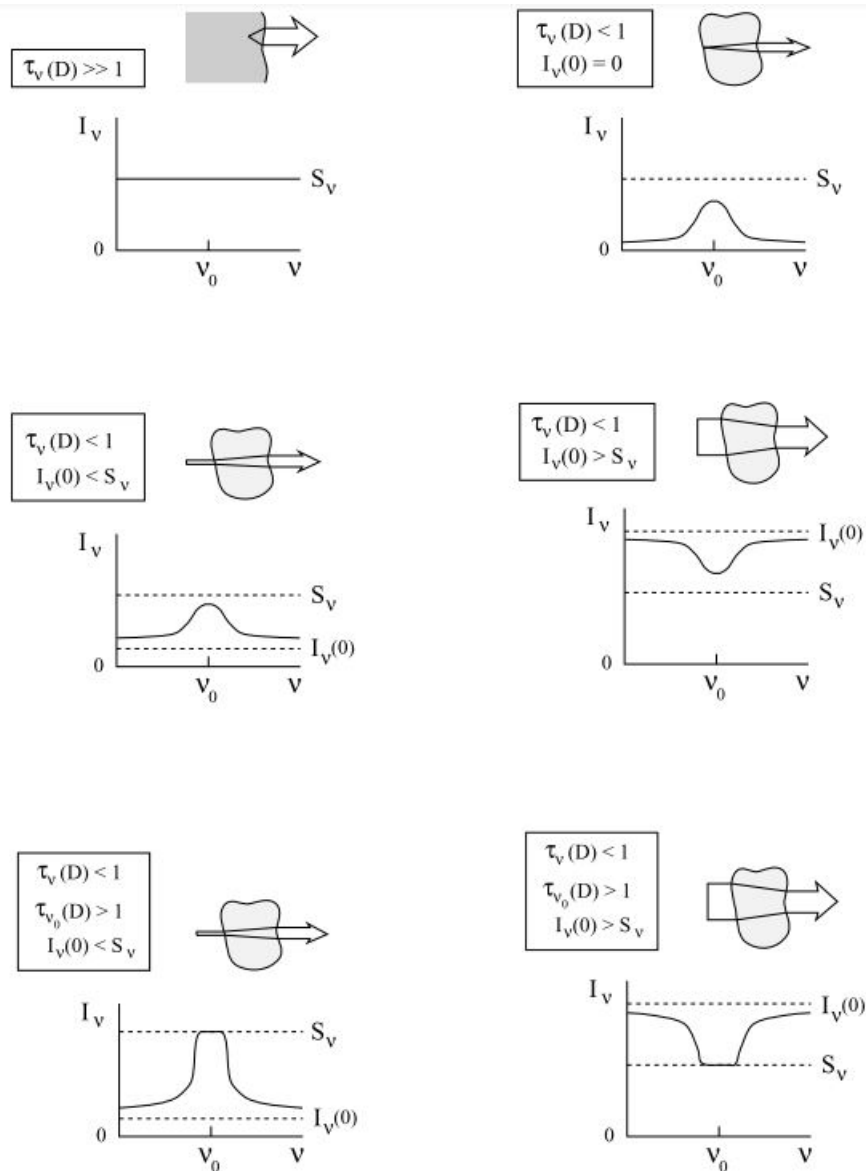 τν(D) >> 1
Iν
Sν
0
ν0
ν
τν(D) < 1
Iν(0) = 0
Iν
Sν
0
ν0
ν
τν(D) < 1
Iν(0) < Sν
Iν
Sν
Iν(0)
0
ν0
ν
τν(D) < 1
Iν(0) > Sν
Iν
Iν(0)
Sν
0
ν0
ν
τν(D) < 1
τν0(D) > 1
Iν(0) < Sν
Iν
Sν
Iν(0)
0
ν0
ν
τν(D) < 1
τν0(D) > 1
Iν(0) > Sν
Iν
Iν(0)
Sν
0
ν0
ν